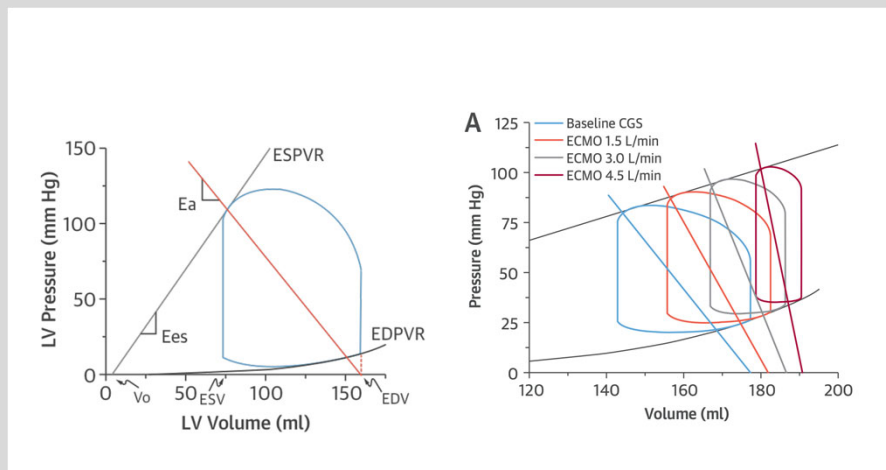 150
100
50
0
LV Pressure (mm Hg)
ESPVR
Ea
Ees
EDPVR
0
50
100
150
Vo
ESV
EDV
LV Volume (ml)
A
Baseline CGS
ECMO 1.5 L/min
ECMO 3.0 L/min
ECMO 4.5 L/min
125
100
75
50
25
0
Pressure (mm Hg)
120
140
160
180
200
Volume (ml)